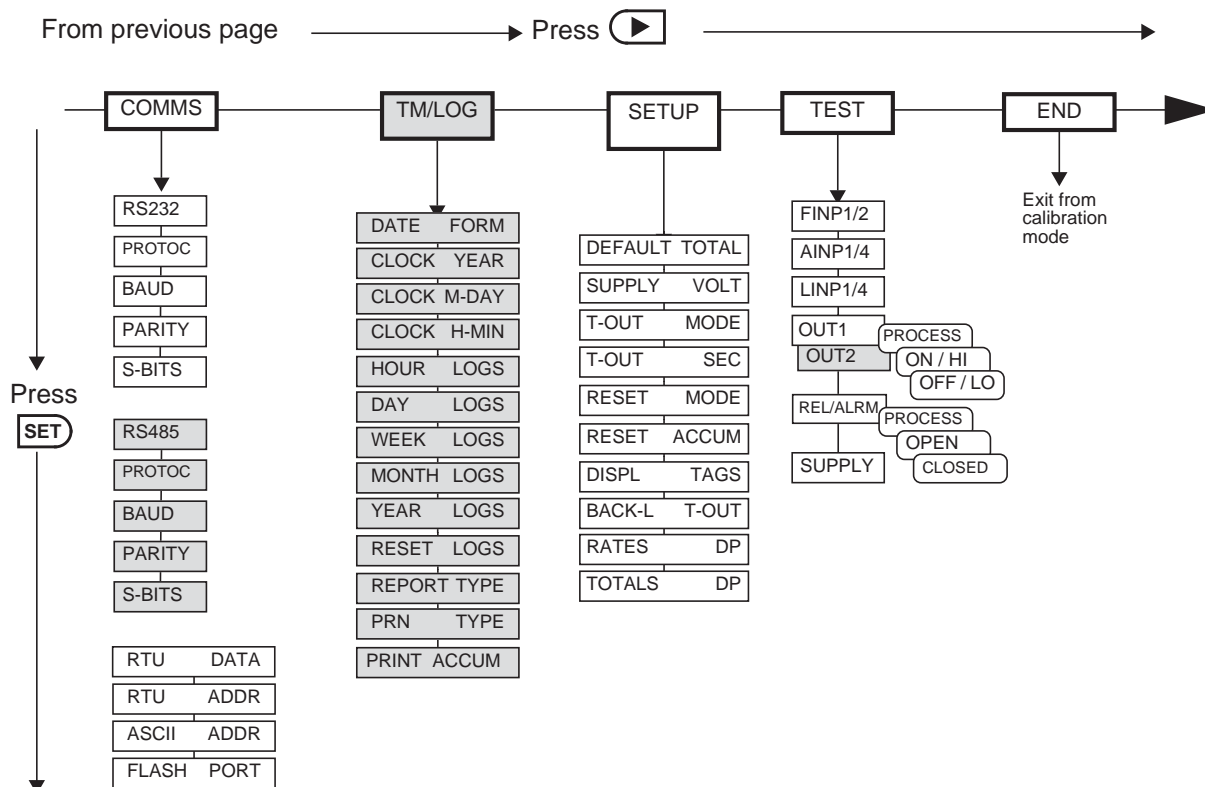 From previous page
Press
COMMS
TM/LOG
SETUP
TEST
END
Press
SET
RS232
PROTOC
BAUD
PARITY
S-BITS
RS485
PROTOC
BAUD
PARITY
S-BITS
RTU DATA
RTU ADDR
ASCII ADDR
FLASH PORT
DATE FORM
CLOCK YEAR
CLOCK M-DAY
CLOCK H-MIN
HOUR LOGS
DAY LOGS
WEEK LOGS
MONTH LOGS
YEAR LOGS
RESET LOGS
REPORT TYPE
PRN TYPE
PRINT ACCUM
DEFAULT TOTAL
SUPPLY VOLT
T-OUT MODE
T-OUT SEC
RESET MODE
RESET ACCUM
DISPL TAGS
BACK-L T-OUT
RATES DP
TOTALS DP
FINP1/2
AINP1/4
LINP1/4
OUT1
OUT2
PROCESS
ON / HI
OFF / LO
REL/ALRM
PROCESS
OPEN
CLOSED
SUPPLY
Exit from
calibration
mode